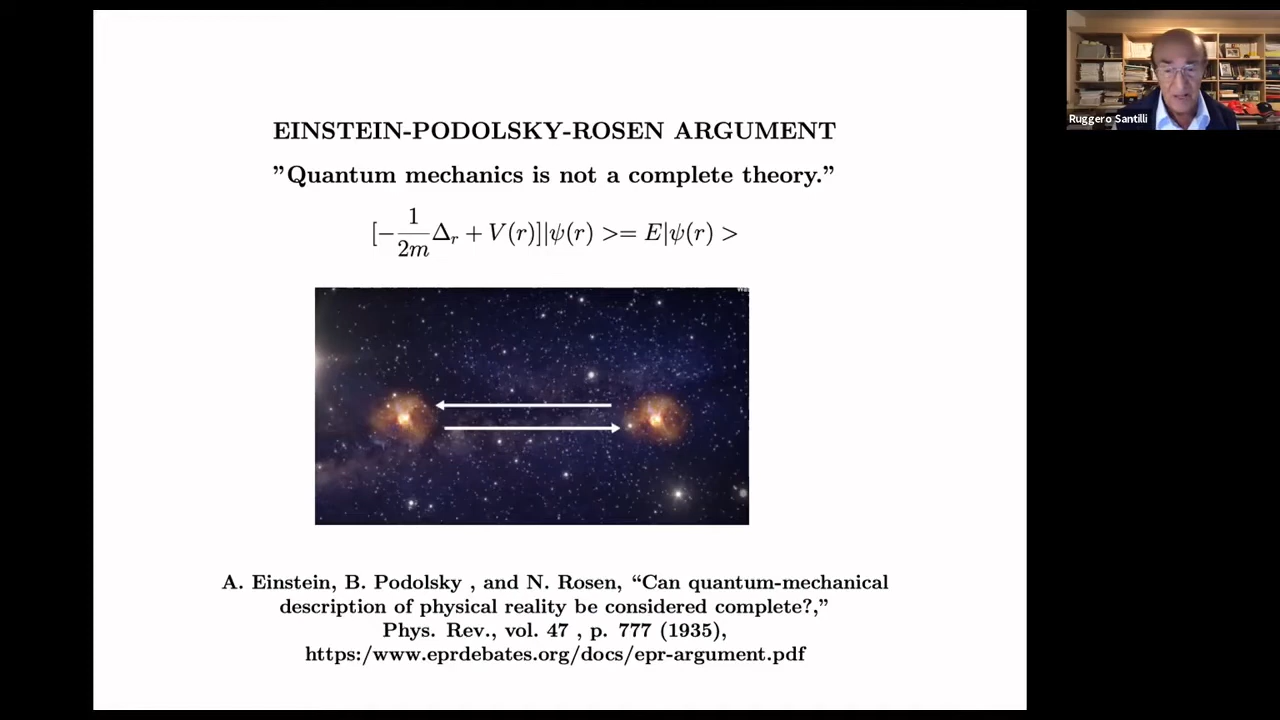 EINSTEIN-PODOLSKY-ROSEN ARGUMENT
”Quantum mechanics is not a complete theory.”
[−\frac{1}{2m}Δ_r + V(r)]|ψ(r) >= E|ψ(r) >
A. Einstein, B. Podolsky , and N. Rosen, “Can quantum-mechanical
description of physical reality be considered complete?,”
Phys. Rev., vol. 47 , p. 777 (1935),
https:/www.eprdebates.org/docs/epr-argument.pdf
Ruggero Santilli